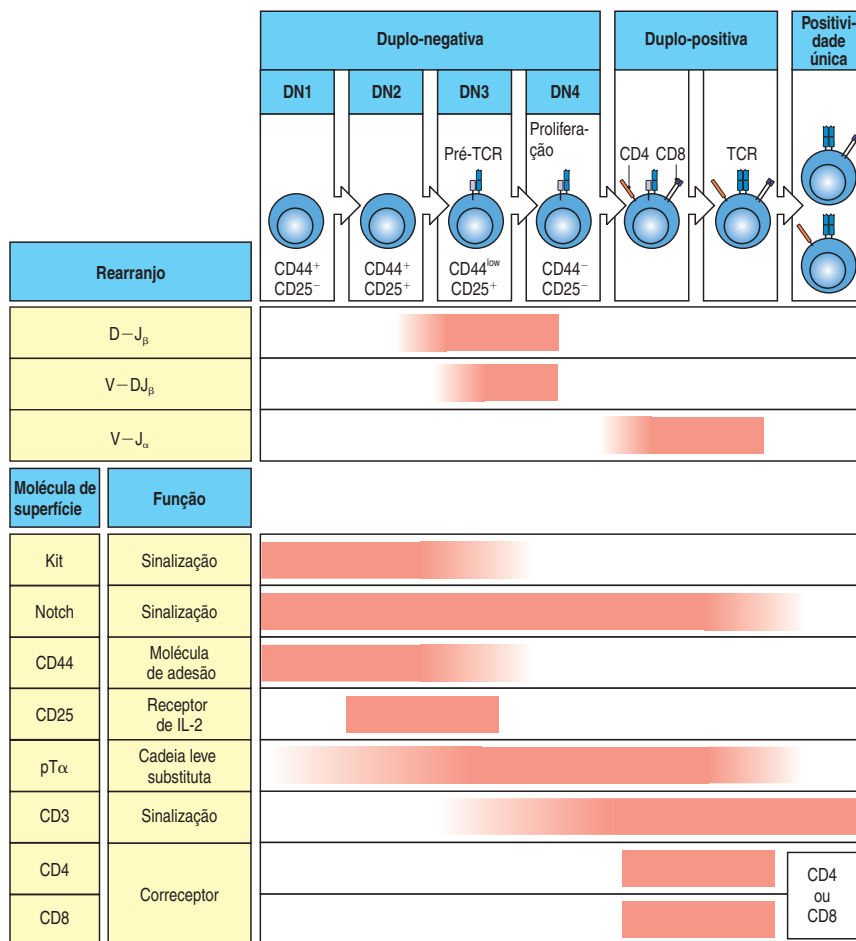 Duplo-negativa
Duplo-positiva
Positivi-
dade
única
DN1
DN2
DN3
DN4
Pré-TCR
Prolifera-
ção
CD4
CD8
TCR
CD44+
CD25−
CD44+
CD25+
CD44low
CD25+
CD44−
CD25−
Rearranjo
D−Jβ
V−DJβ
V−Jα
Molécula de
superfície
Função
Kit
Sinalização
Notch
Sinalização
CD44
Molécula
de adesão
CD25
Receptor
de IL-2
pTα
Cadeia leve
substituta
CD3
Sinalização
CD4
CD8
Correceptor
CD4
ou
CD8